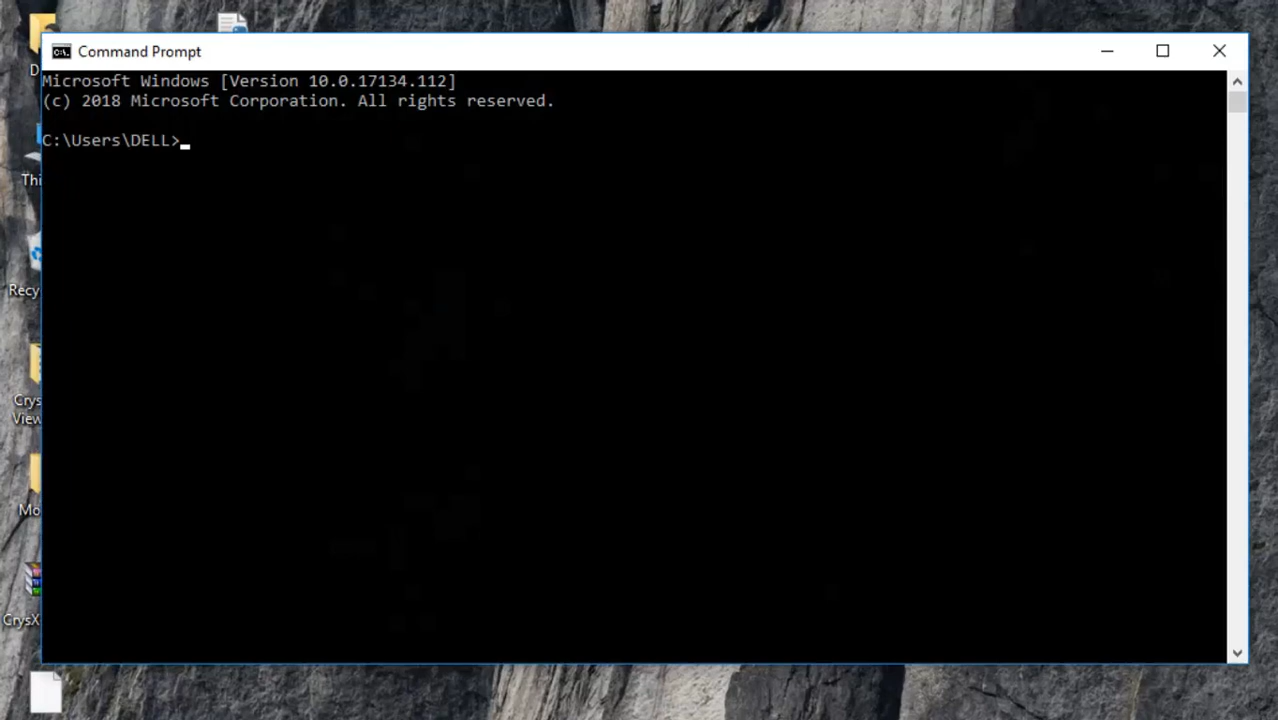 Command Prompt
Microsoft Windows [Version 10.0.17134.112]
(c) 2018 Microsoft Corporation. All rights reserved.
C:\Users\DELL>
D
Thi
Recy
Crys
View
Mo
CrysX